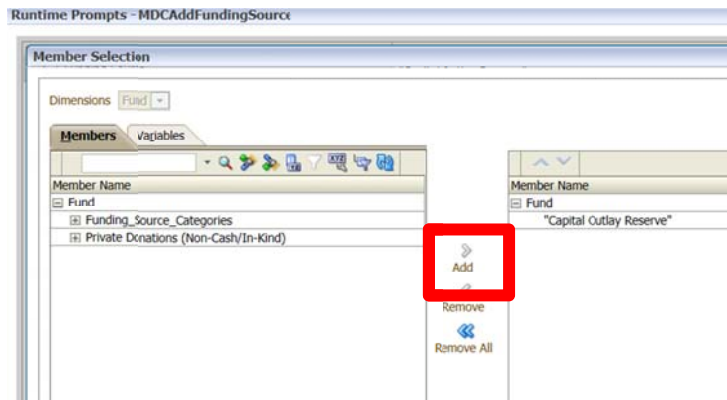 Runtime Prompts - MDCAddFundingSource
Member Selection
Dimensions Fund
Members Variables
Member Name
Fund
Funding_Source_Categories
Private Donations (Non-Cash/In-Kind)
Add
Remove
Remove All
Member Name
Fund
"Capital Outlay Reserve"